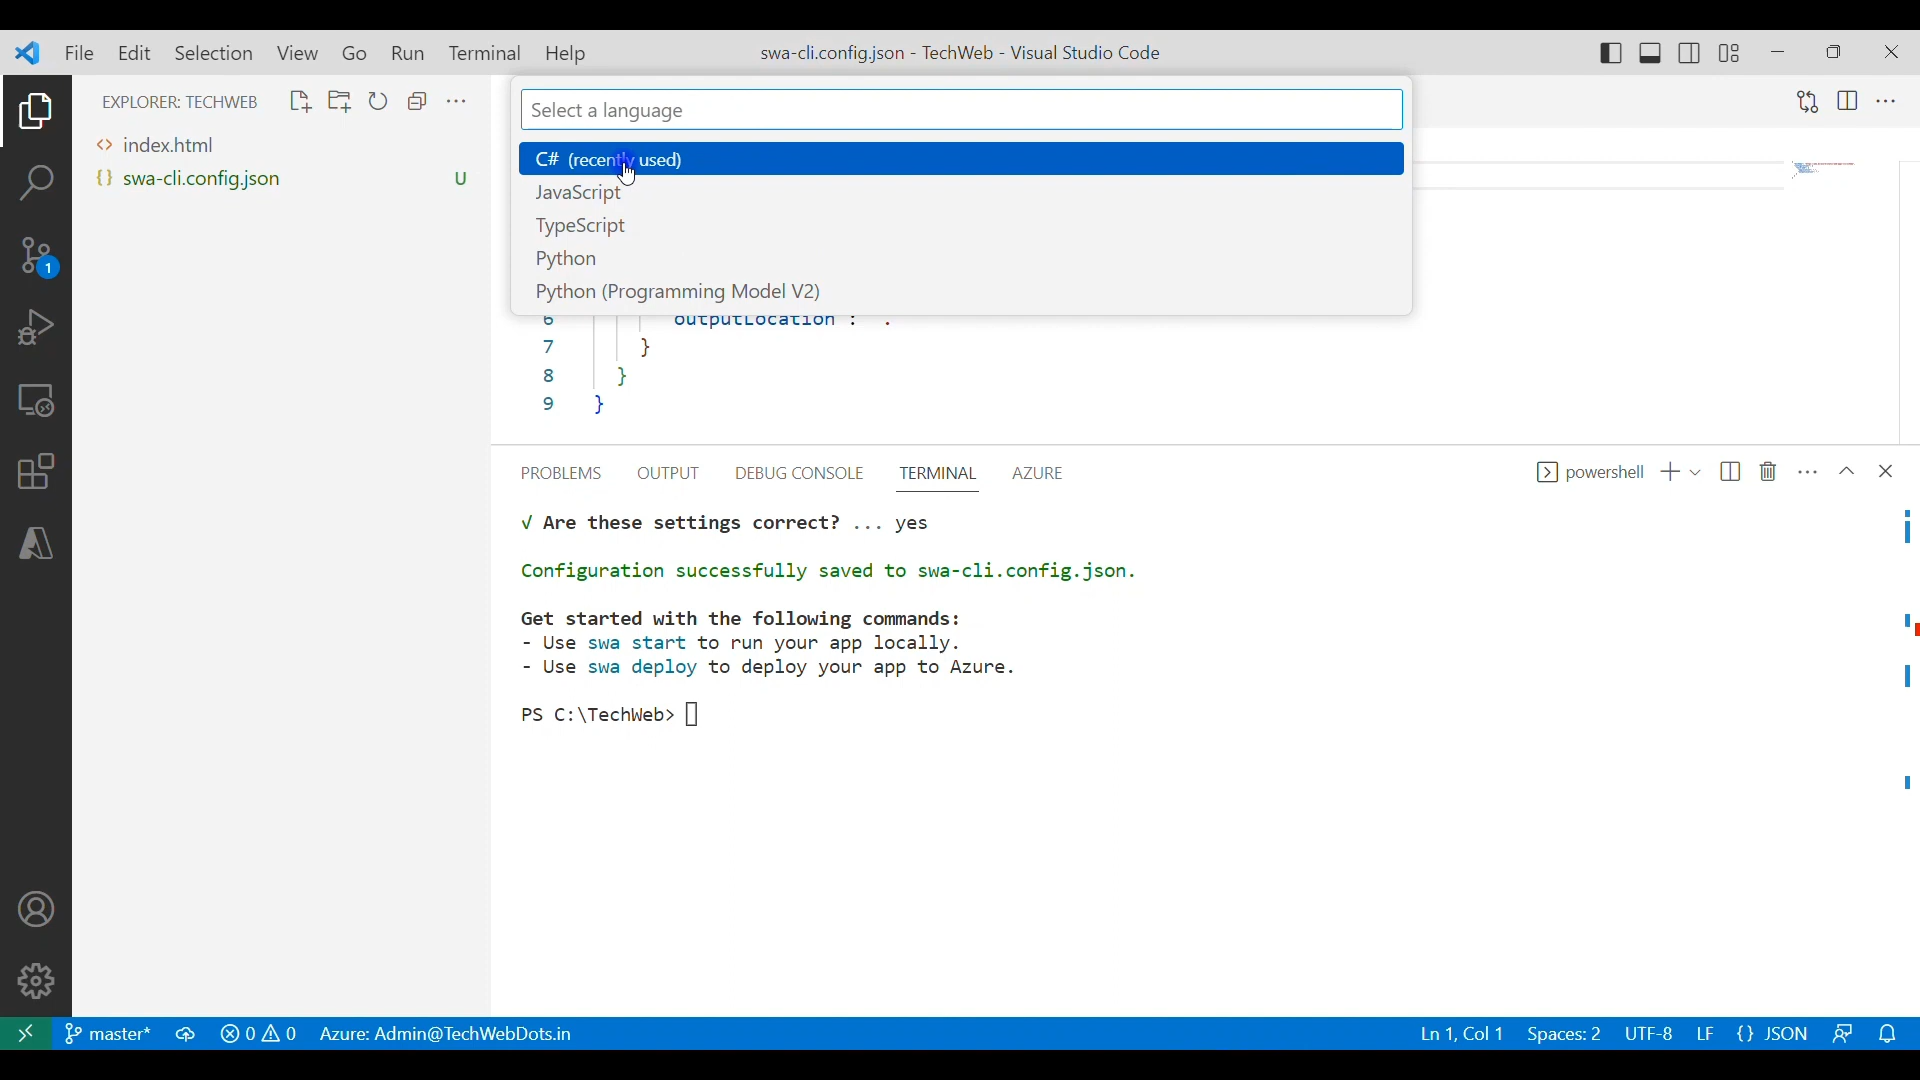 File Edit Selection View Go Run Terminal Help
swa-cli.config.json - TechWeb - Visual Studio Code
EXPLORER: TECHWEB
index.html
{} swa-cli.config.json U
1
Select a language
C# (recently used)
JavaScript
TypeScript
Python
Python (Programming Model V2)
6 outputLocation : .
7 }
8 }
9 }
PROBLEMS OUTPUT DEBUG CONSOLE TERMINAL AZURE
powershell
√ Are these settings correct? ... yes
Configuration successfully saved to swa-cli.config.json.
Get started with the following commands:
- Use swa start to run your app locally.
- Use swa deploy to deploy your app to Azure.
PS C:\TechWeb>
master* 0 0 Azure: Admin@TechWebDots.in
Ln 1, Col 1 Spaces: 2 UTF-8 LF {} JSON